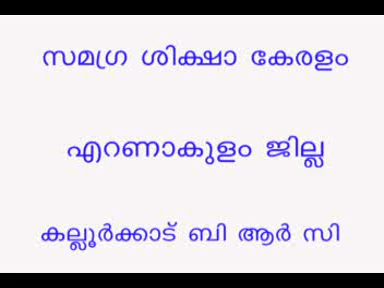 സമഗ്ര ശിക്ഷാ കേരളം
എറണാകുളം ജില്ല
കല്ലൂർക്കാട് ബി ആർ സി